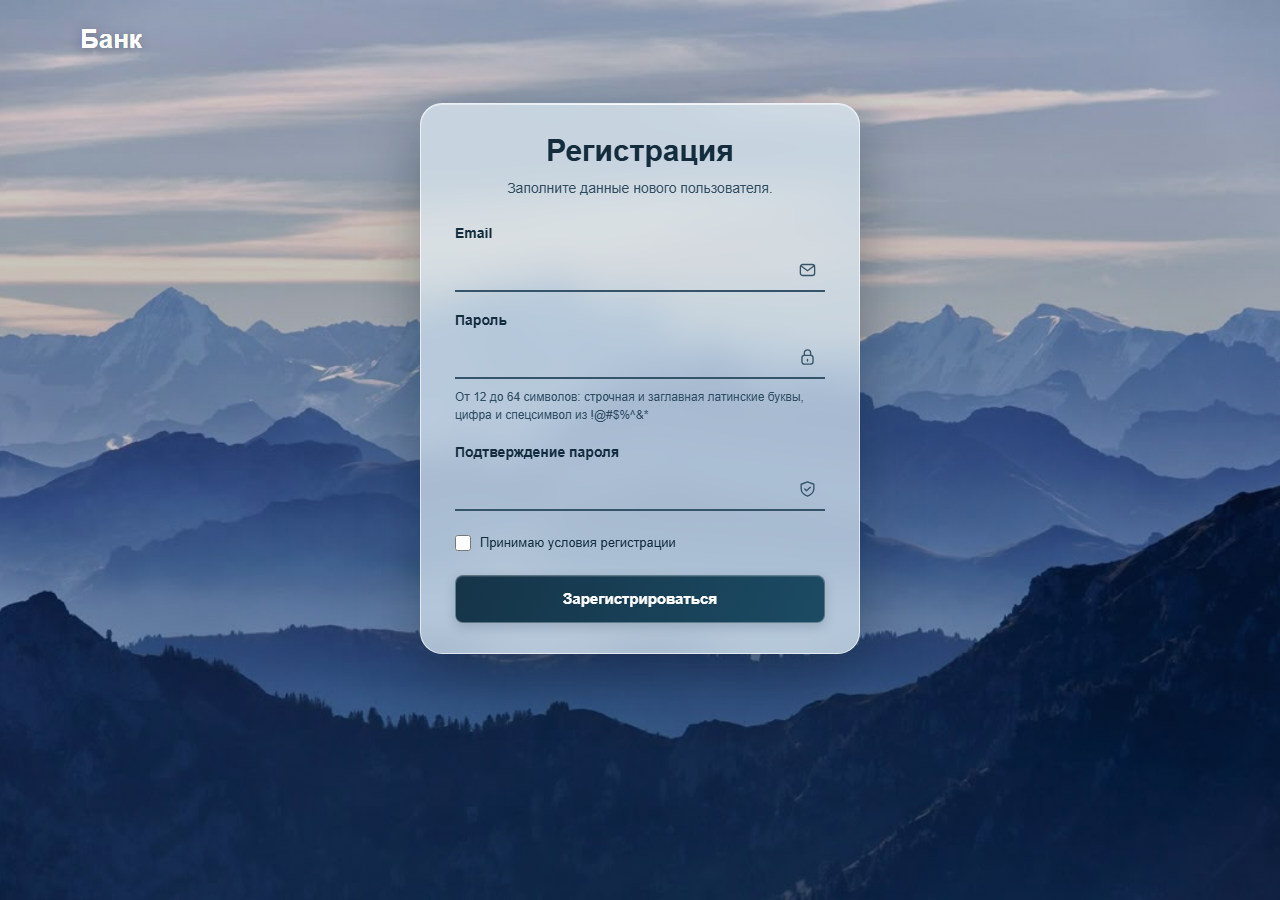 Банк
Регистрация
Заполните данные нового пользователя.
Email
Пароль
От 12 до 64 символов: строчная и заглавная латинские буквы,
цифра и спецсимвол из !@#$%^&*
Подтверждение пароля
Принимаю условия регистрации
Зарегистрироваться